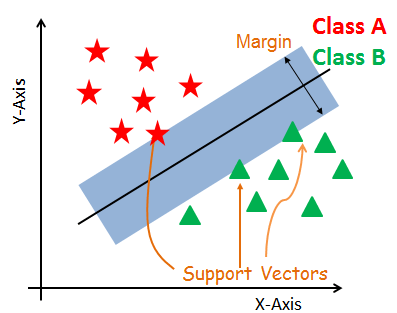 Class A
Margin
Class B
Y-Axis
Support Vectors
X-Axis